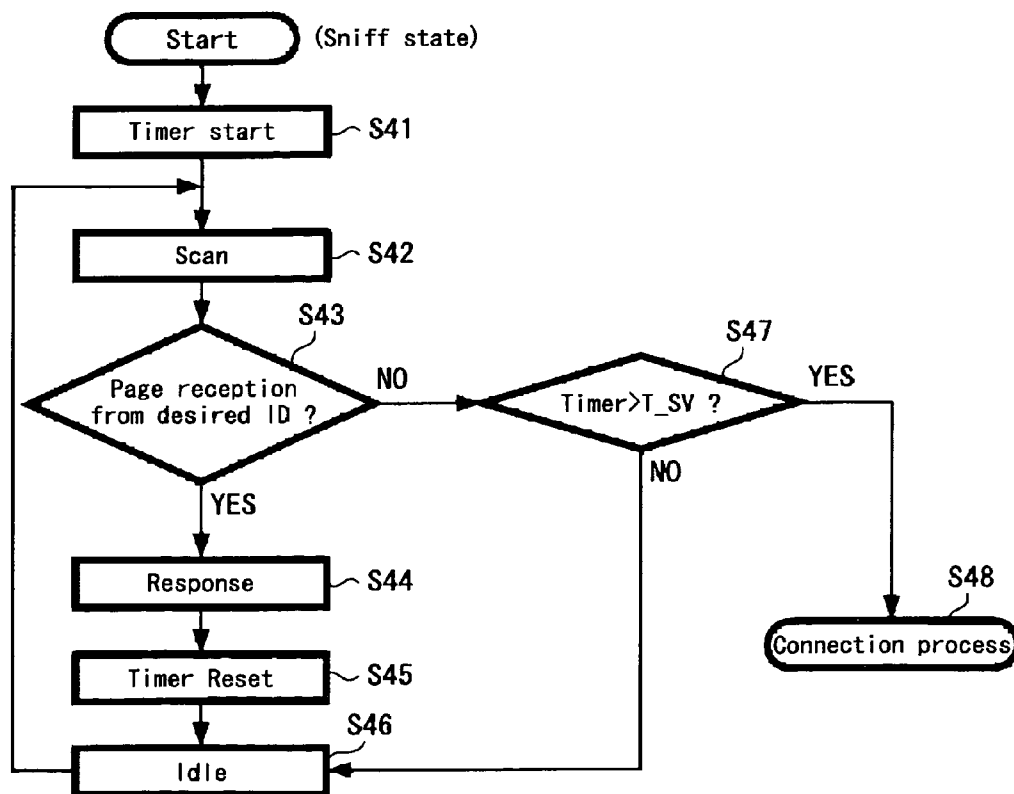 Start (Sniff state)
Timer start S41
Scan S42
S43
Page reception
from desired ID ?
NO
YES
S47
Timer>T_SV ?
YES
NO
Response S44
Timer Reset S45
S46
Idle
S48
Connection process